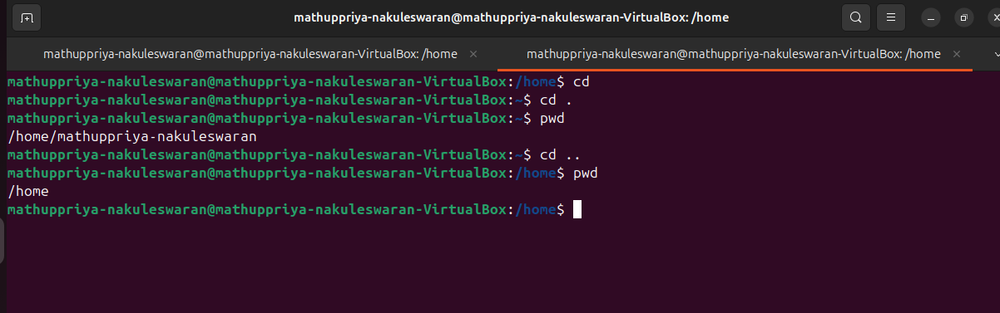 mathuppriya-nakuleswaran@mathuppriya-nakuleswaran-VirtualBox: /home
mathuppriya-nakuleswaran@mathuppriya-nakuleswaran-VirtualBox: /home × mathuppriya-nakuleswaran@mathuppriya-nakuleswaran-VirtualBox: /home ×
mathuppriya-nakuleswaran@mathuppriya-nakuleswaran-VirtualBox:/home$ cd
mathuppriya-nakuleswaran@mathuppriya-nakuleswaran-VirtualBox:~$ cd .
mathuppriya-nakuleswaran@mathuppriya-nakuleswaran-VirtualBox:~$ pwd
/home/mathuppriya-nakuleswaran
mathuppriya-nakuleswaran@mathuppriya-nakuleswaran-VirtualBox:~$ cd ..
mathuppriya-nakuleswaran@mathuppriya-nakuleswaran-VirtualBox:/home$ pwd
/home
mathuppriya-nakuleswaran@mathuppriya-nakuleswaran-VirtualBox:/home$